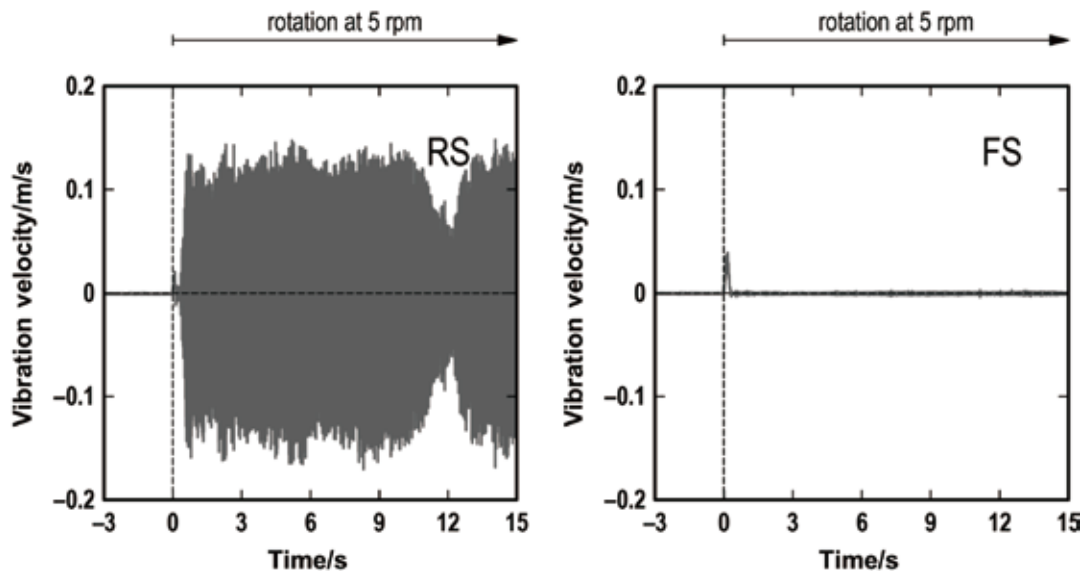 rotation at 5 rpm
0.2
0.1
0
−0.1
−0.2
Vibration velocity/m/s
RS
−3 0 3 6 9 12 15
Time/s
rotation at 5 rpm
0.2
0.1
0
−0.1
−0.2
Vibration velocity/m/s
FS
−3 0 3 6 9 12 15
Time/s